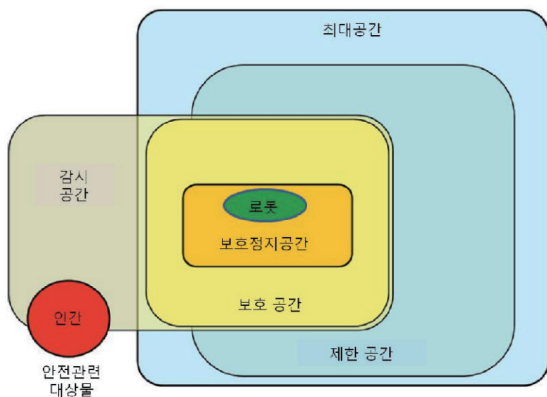 최대공간
감시
공간
로봇
보호정지공간
보호 공간
인간
제한 공간
안전관련
대상물